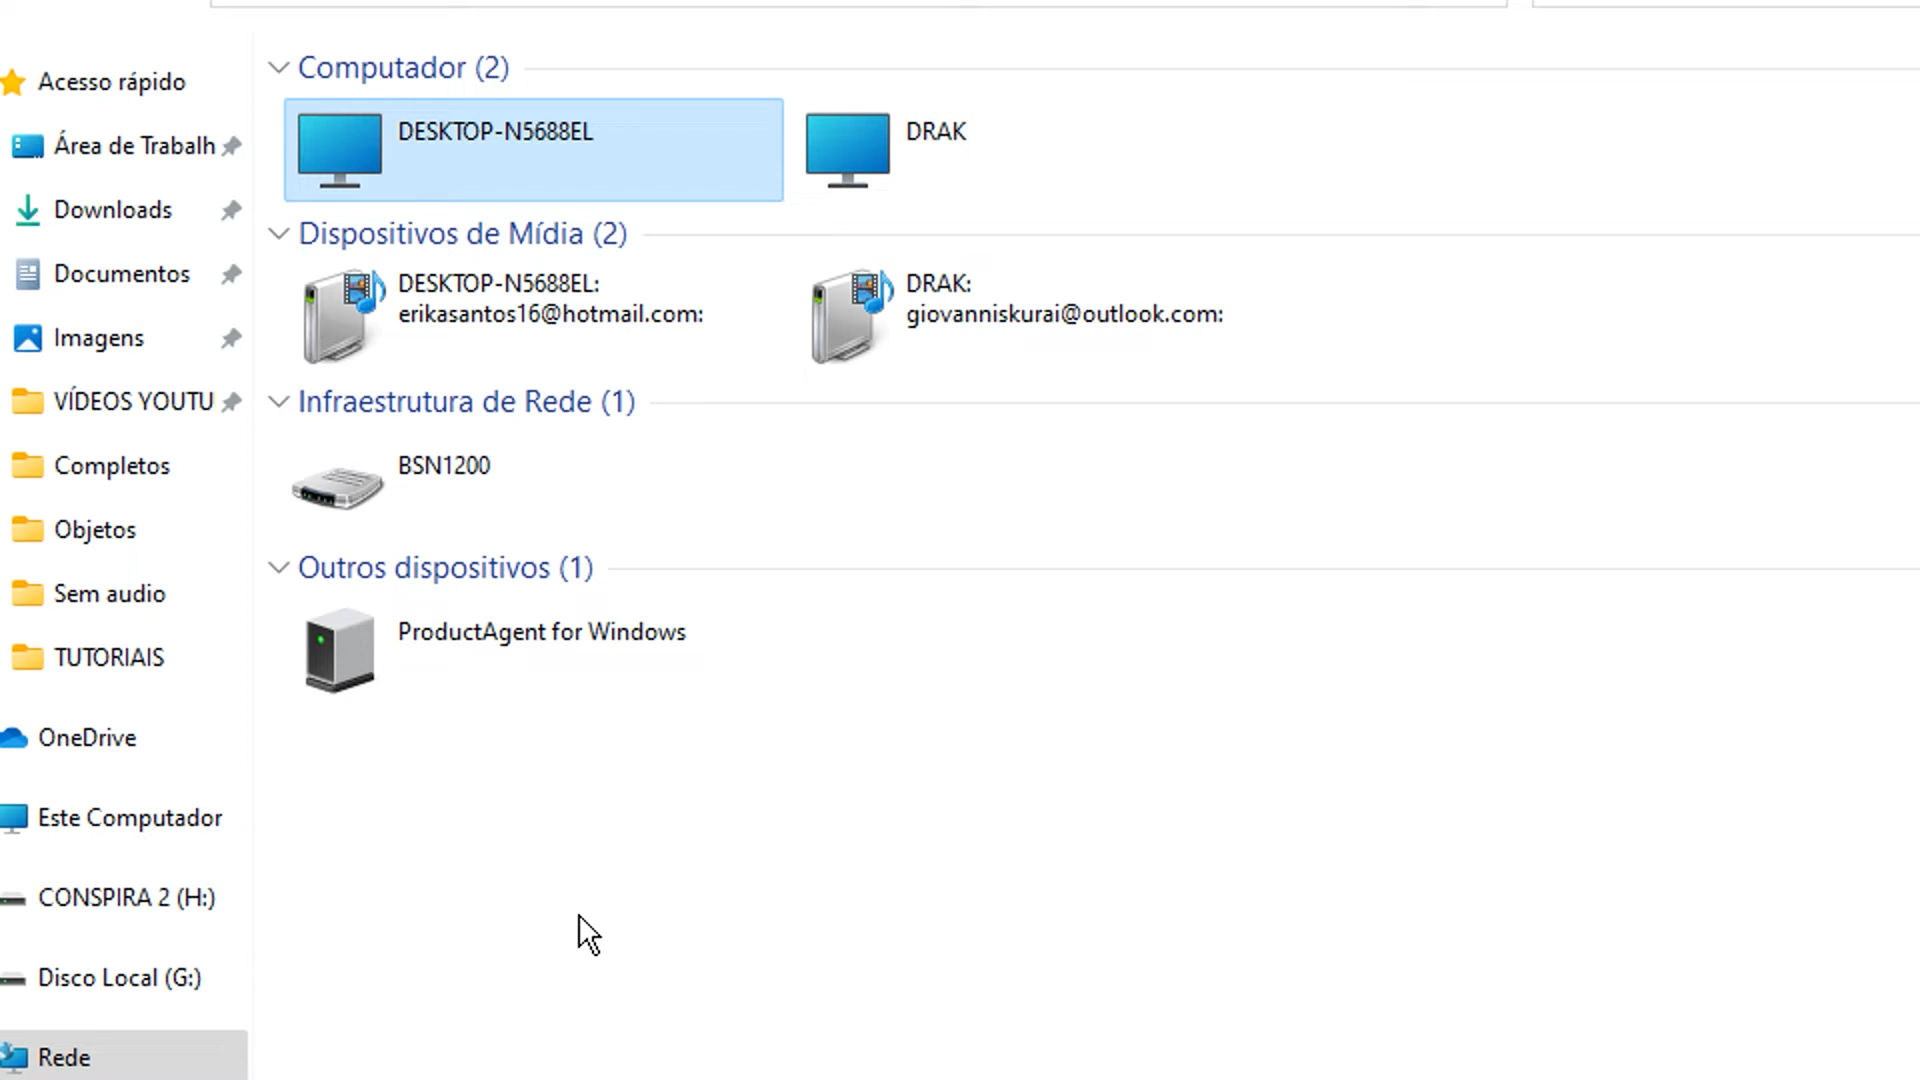 Acesso rápido
Área de Trabalh
Downloads
Documentos
Imagens
VÍDEOS YOUTU
Completos
Objetos
Sem audio
TUTORIAIS
OneDrive
Este Computador
CONSPIRA 2 (H:)
Disco Local (G:)
Rede
Computador (2)
DESKTOP-N5688EL
DRAK
Dispositivos de Mídia (2)
DESKTOP-N5688EL:
erikasantos16@hotmail.com:
DRAK:
giovanniskurai@outlook.com:
Infraestrutura de Rede (1)
BSN1200
Outros dispositivos (1)
ProductAgent for Windows